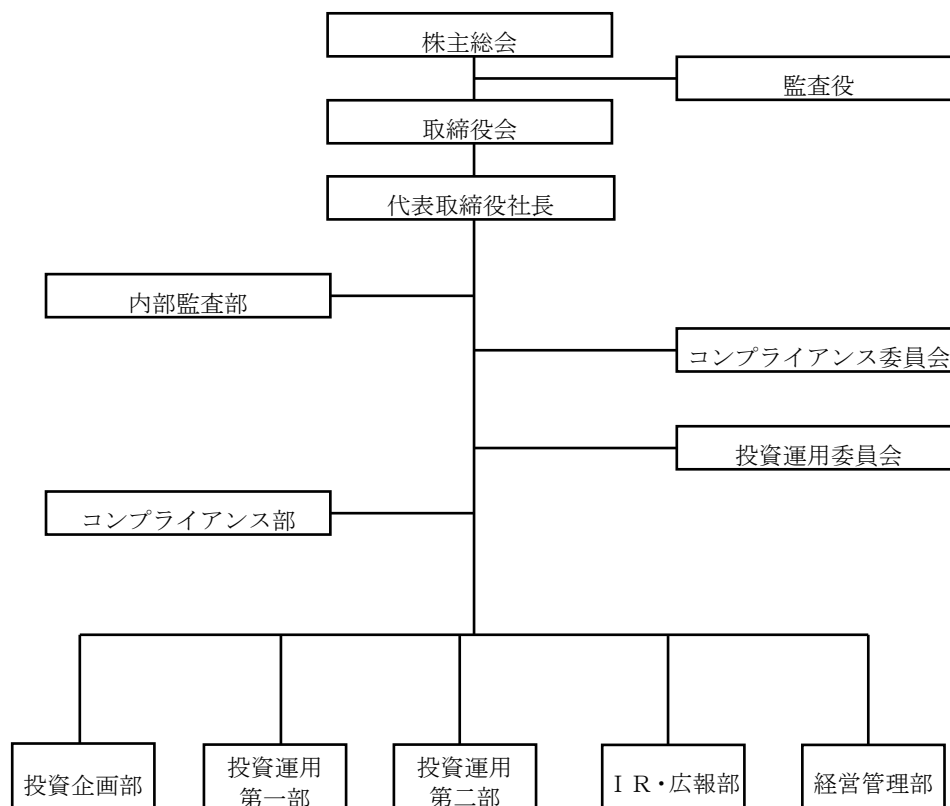 株主総会
監査役
取締役会
代表取締役社長
内部監査部
コンプライアンス委員会
投資運用委員会
コンプライアンス部
投資企画部
投資運用
第一部
投資運用
第二部
ＩＲ・広報部
経営管理部